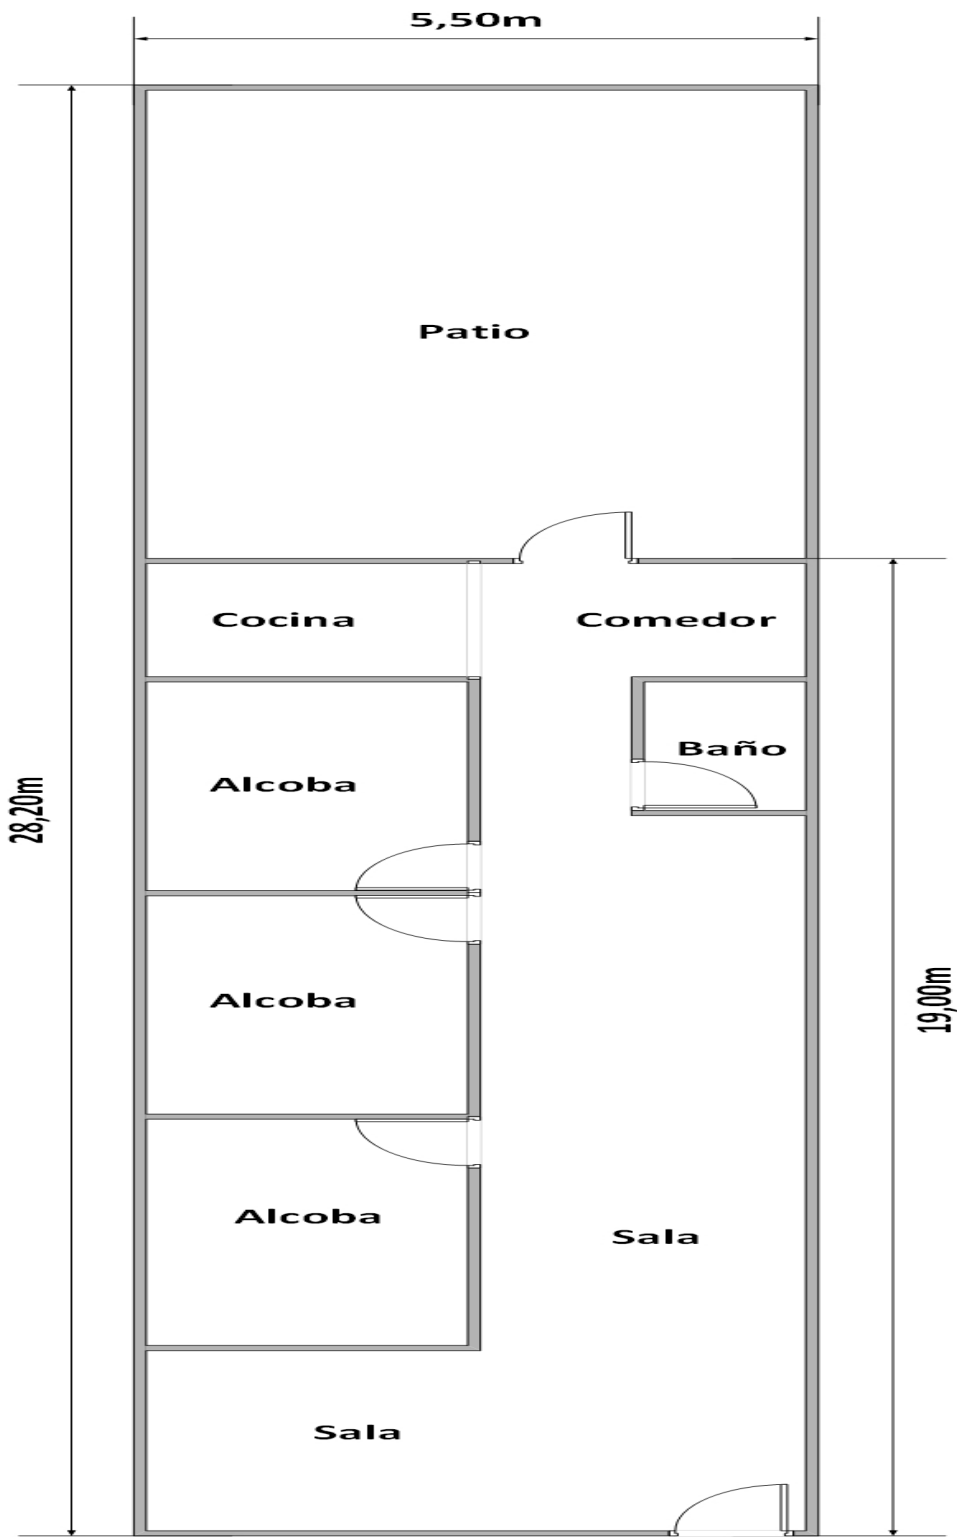 5,50m
Patio
Cocina
Comedor
Baño
Alcoba
28,20m
Alcoba
19,00m
Alcoba
Sala
Sala